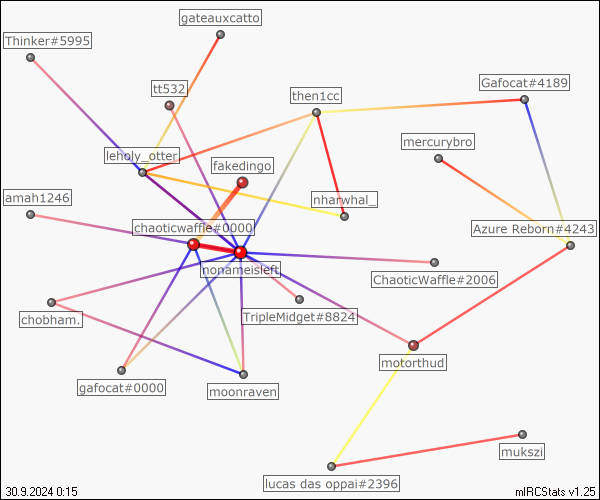 gateauxcatto
Thinker#5995
tt532
Gafocat#4189
then1cc
mercurybro
leholy_otter
fakedingo
amah1246
nharwhal_
chaoticwaffle#0000
Azure Reborn#4243
nonameisleft
ChaoticWaffle#2006
TripleMidget#8824
chobham.
motorthud
gafocat#0000
moonraven
mukszi
lucas das oppai#2396
30.9.2024 0:15
mIRCStats v1.25